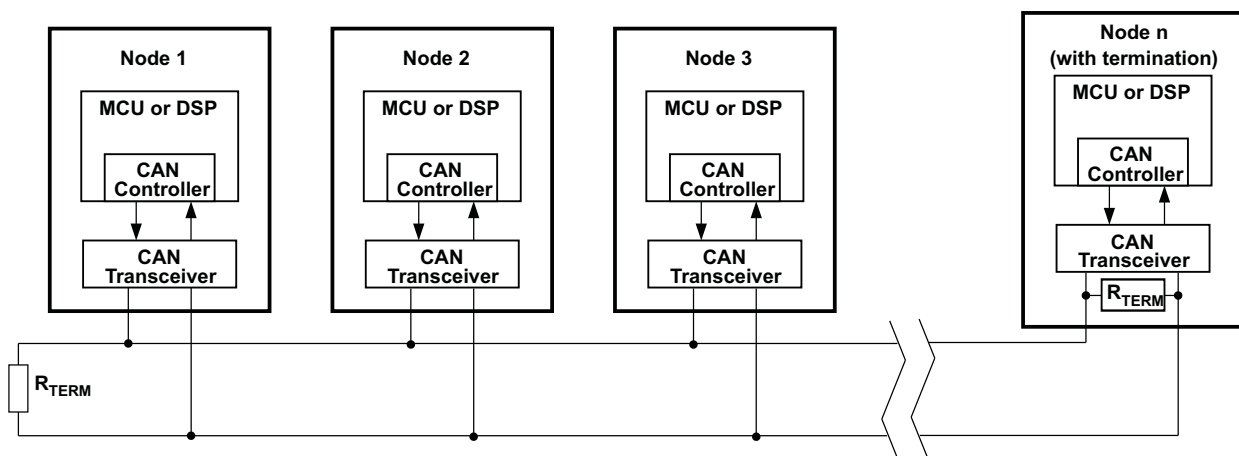 Node 1
MCU or DSP
CAN
Controller
CAN
Transceiver
Node 2
MCU or DSP
CAN
Controller
CAN
Transceiver
Node 3
MCU or DSP
CAN
Controller
CAN
Transceiver
Node n
(with termination)
MCU or DSP
CAN
Controller
CAN
Transceiver
RTERM
RTERM